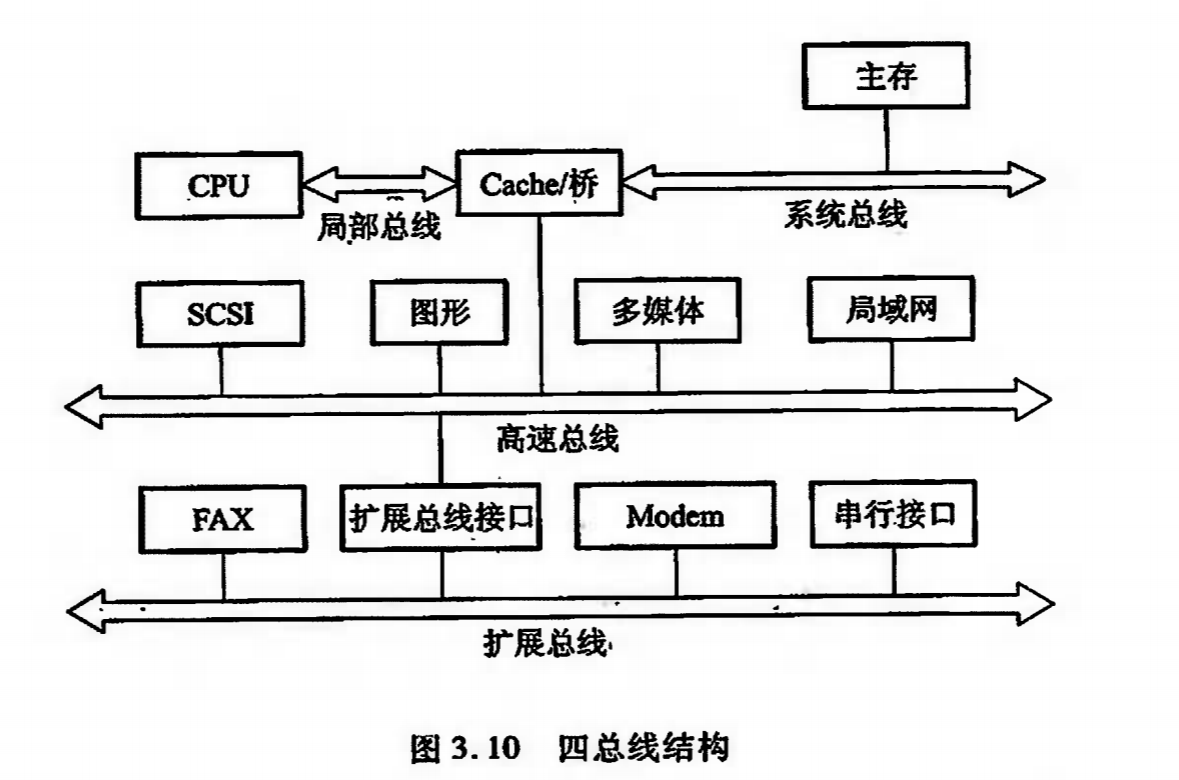 主存
CPU
Cache/桥
局部总线
系统总线
SCSI
图形
多媒体
局域网
高速总线
FAX
扩展总线接口
Modem
串行接口
扩展总线
图 3.10 四总线结构